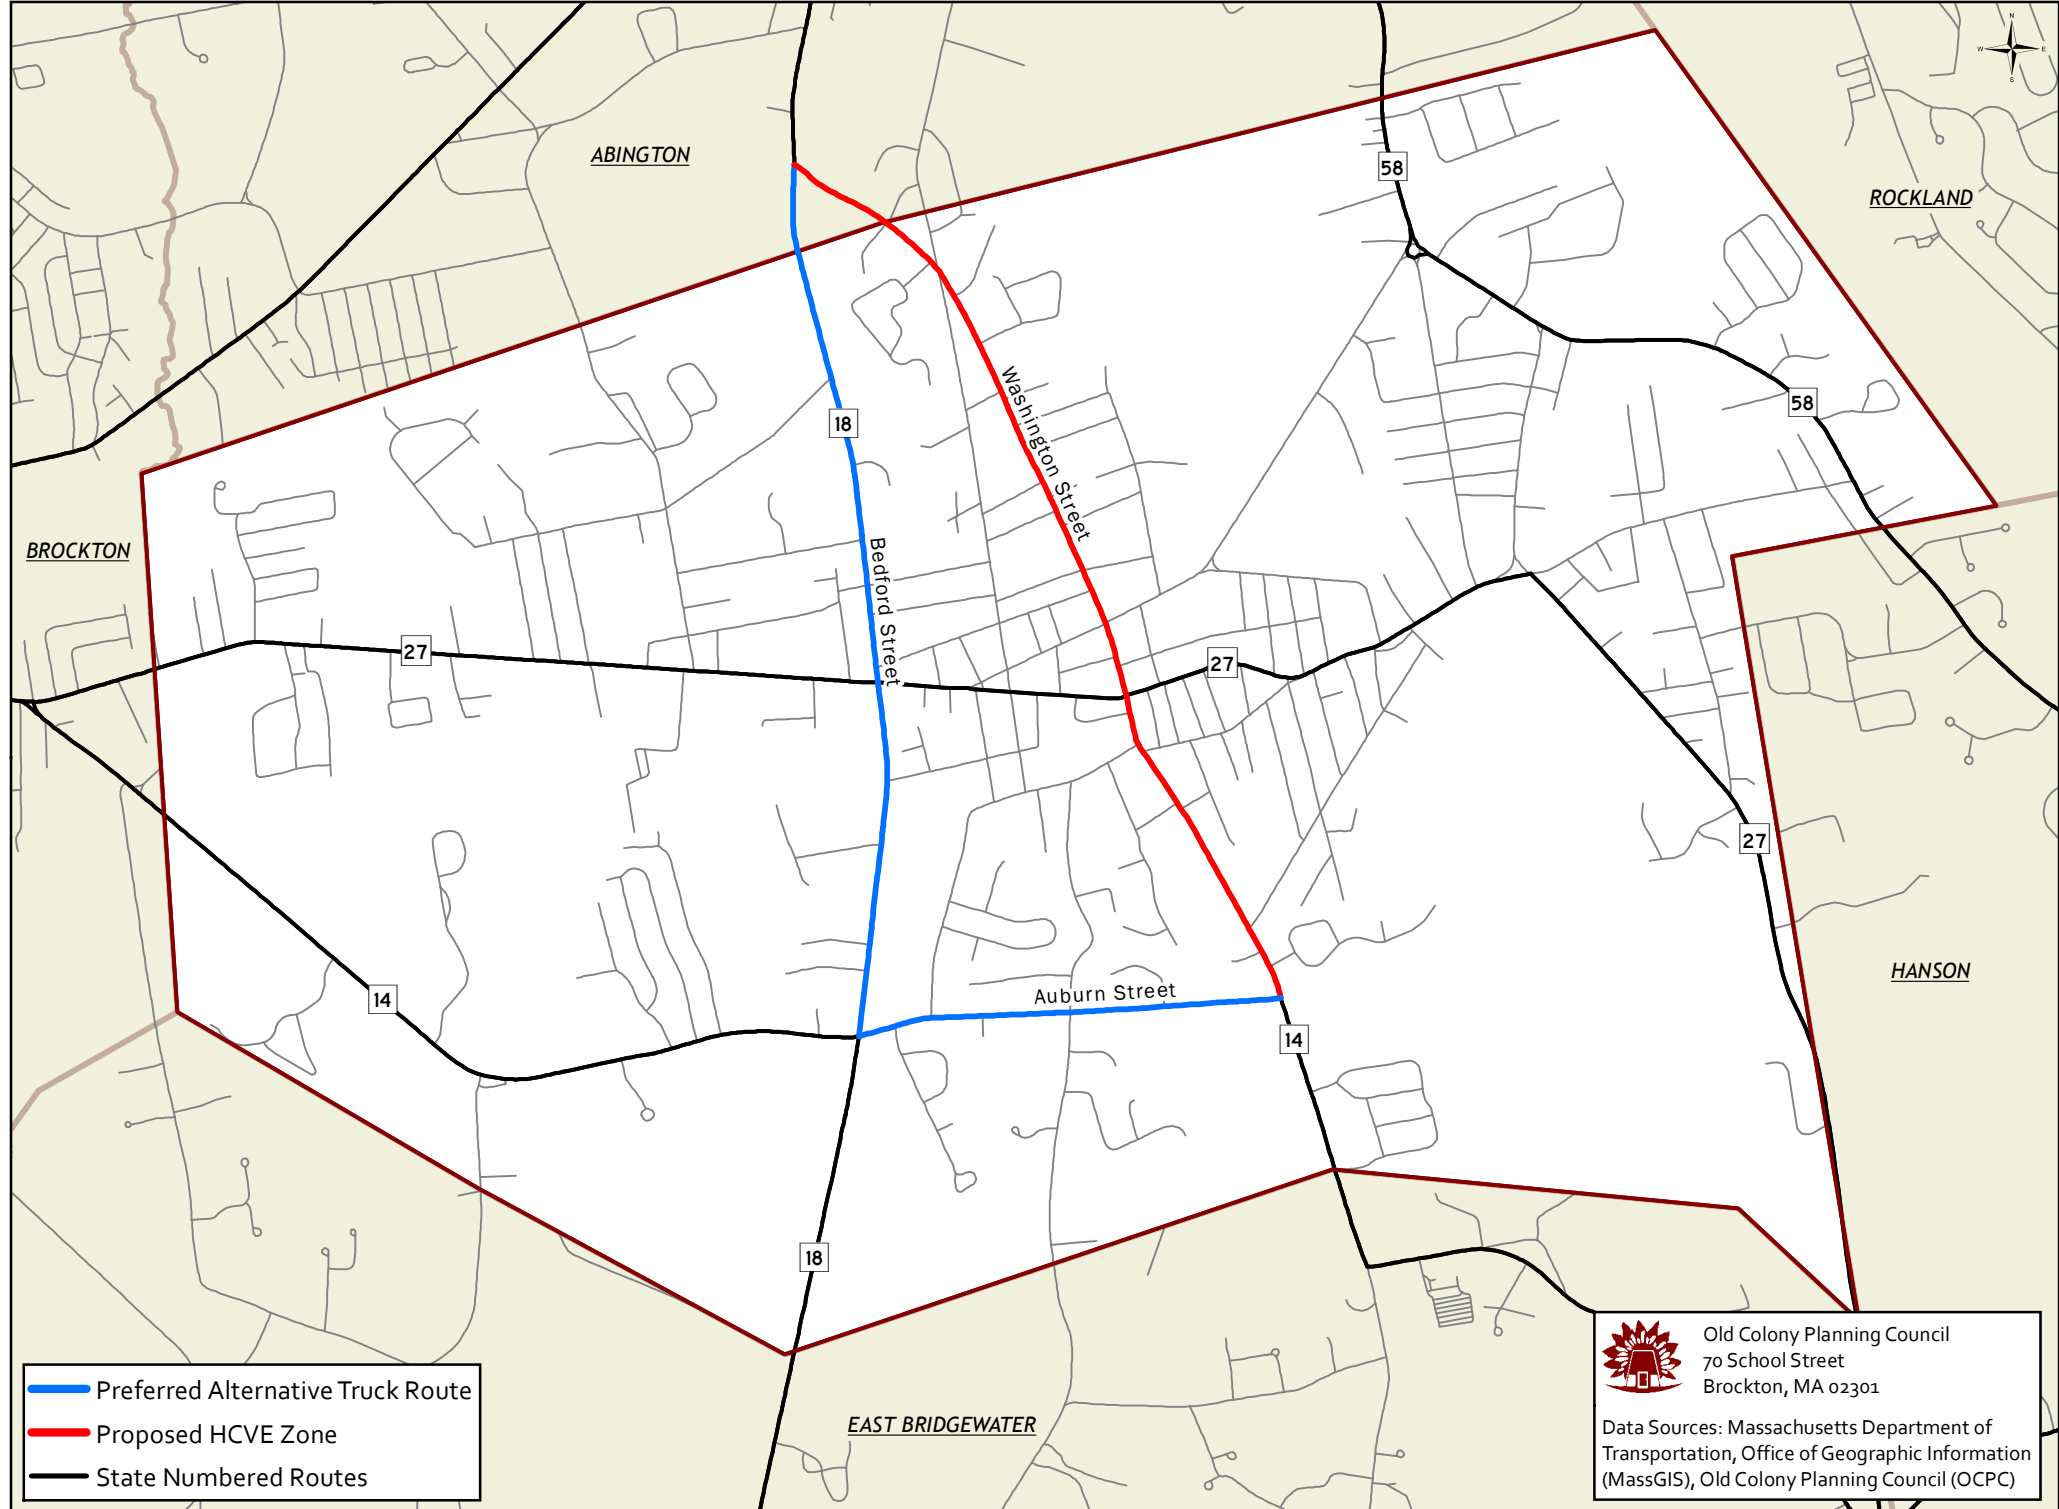 N
W
E
S
ABINGTON
58
ROCKLAND
58
18
Washington Street
BROCKTON
Bedford Street
27
27
27
HANSON
14
Auburn Street
14
18
Old Colony Planning Council
70 School Street
Brockton, MA 02301
Data Sources: Massachusetts Department of
Transportation, Office of Geographic Information
(MassGIS), Old Colony Planning Council (OCPC)
Preferred Alternative Truck Route
Proposed HCVE Zone
State Numbered Routes
EAST BRIDGEWATER